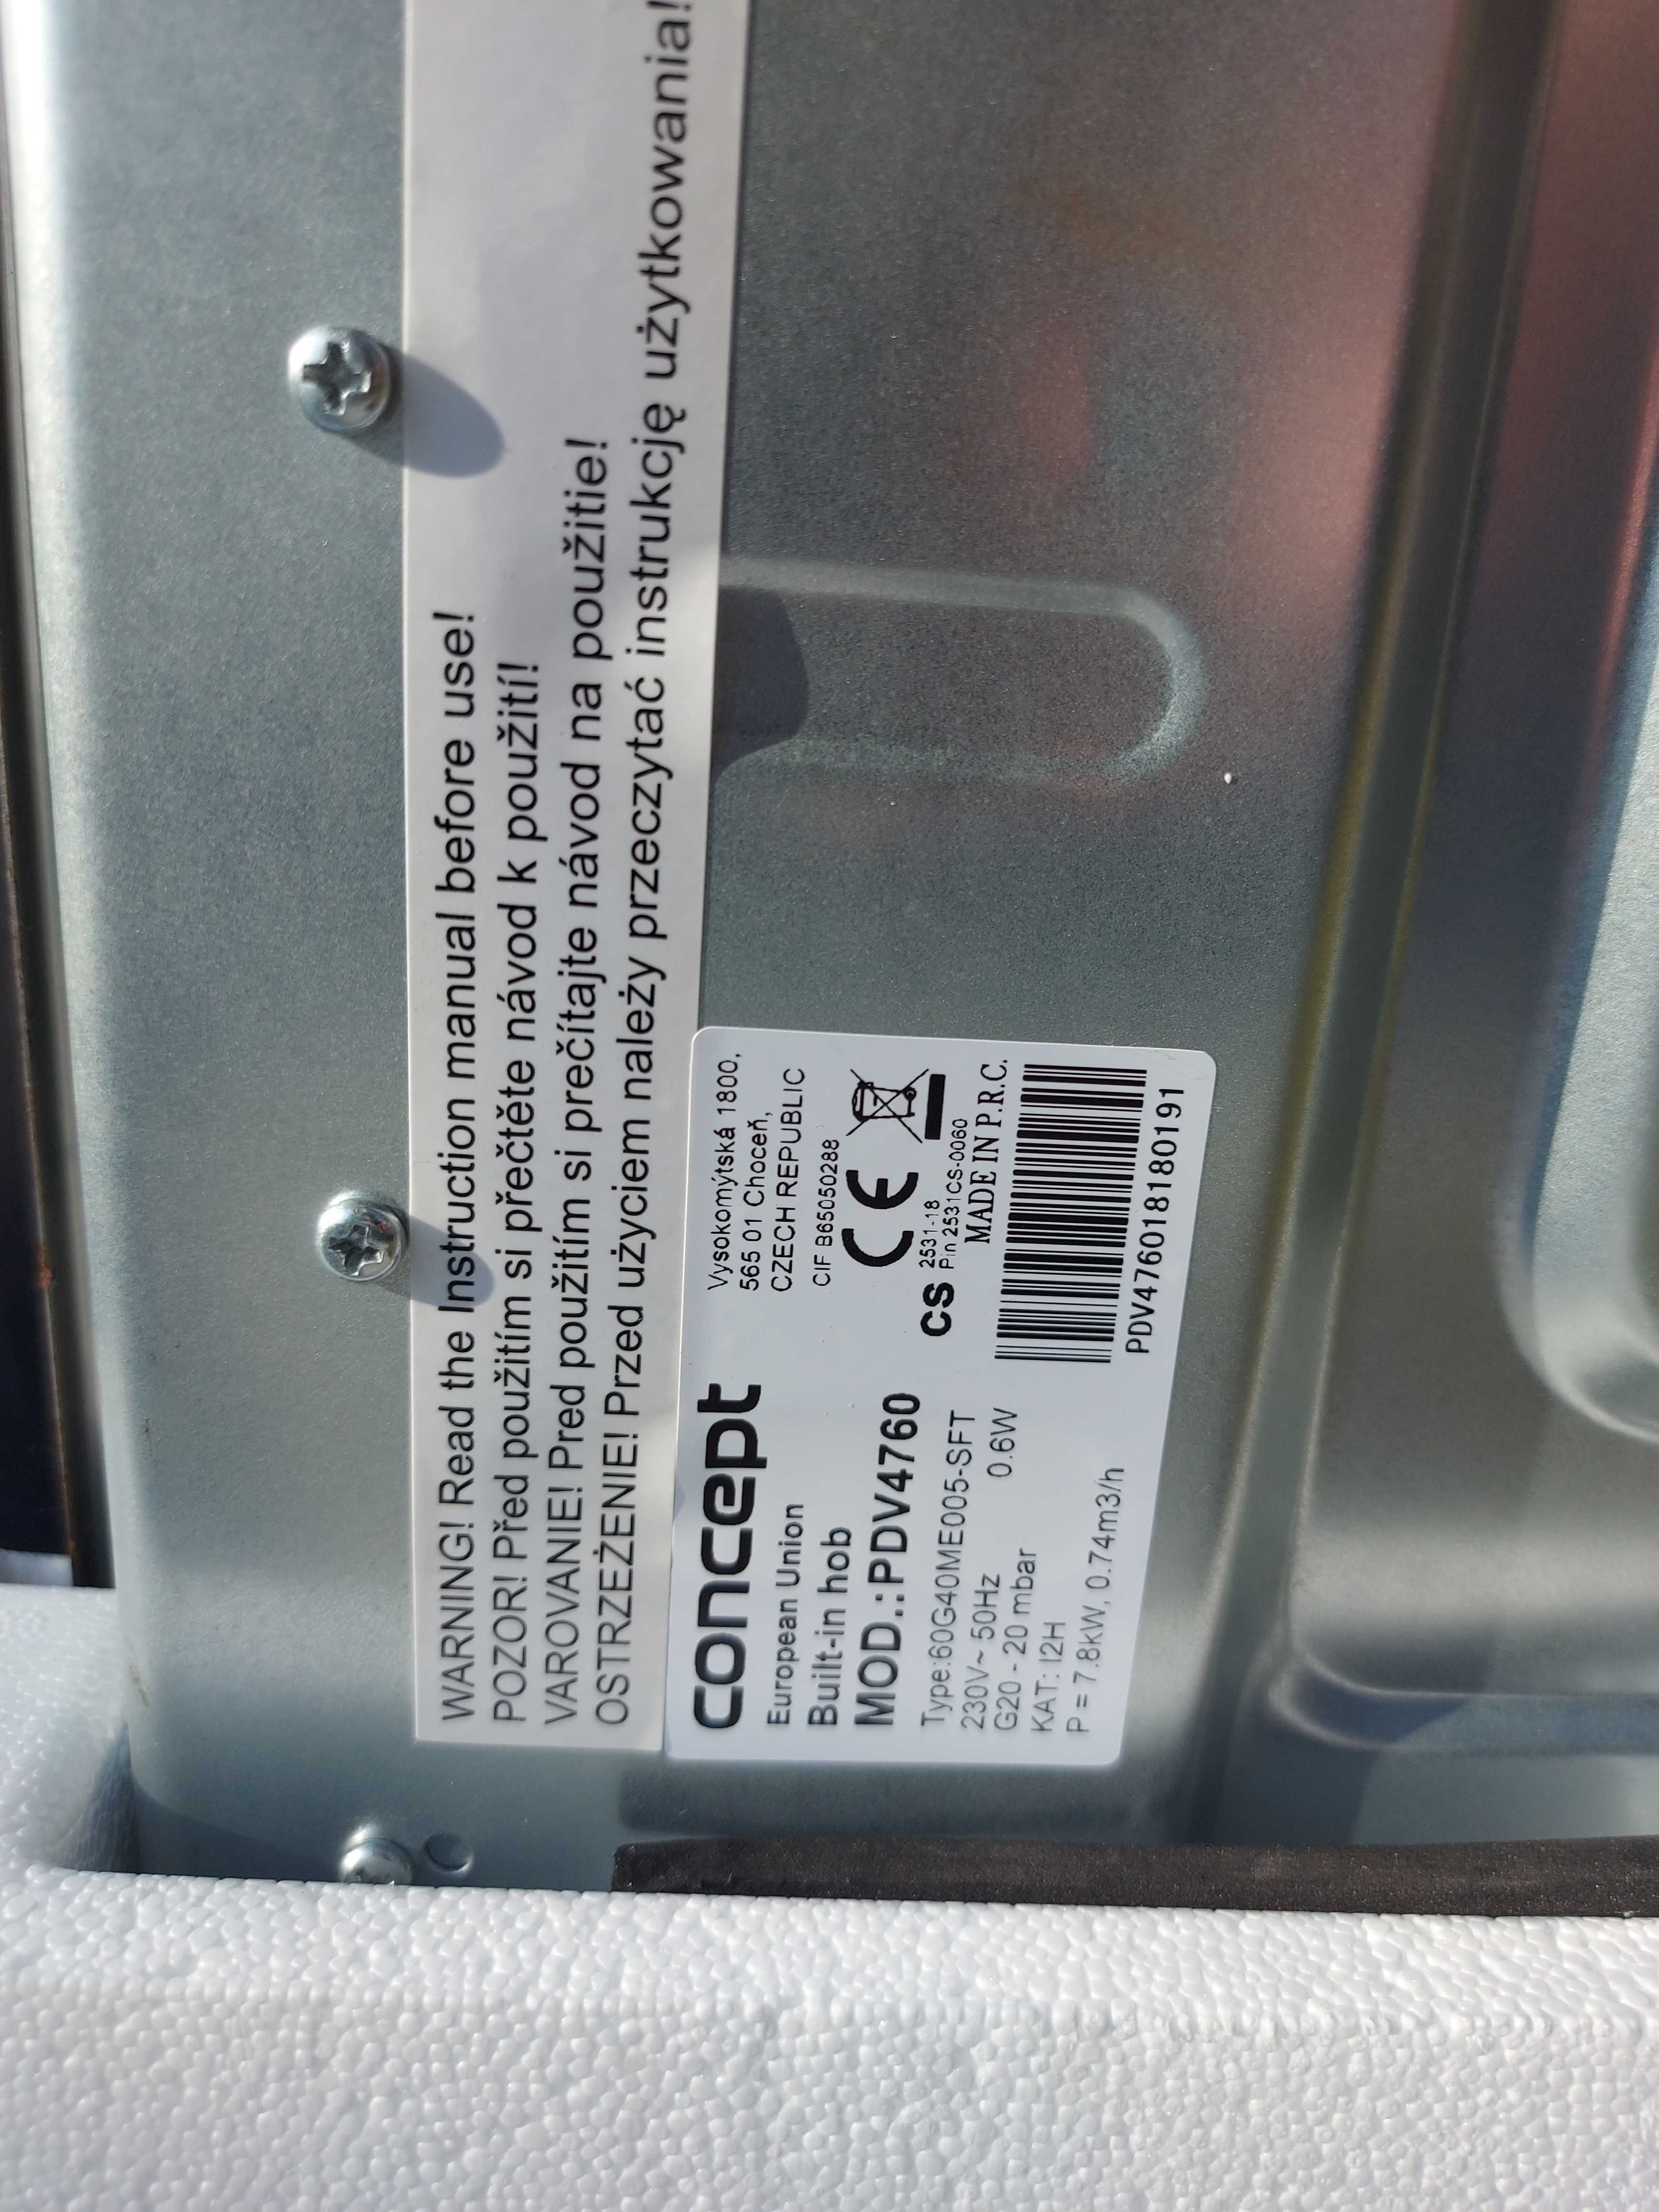 WARNING! Read the Instruction manual before use!
POZOR! Před použitím si přečtěte návod k použití!
VAROVANIE! Pred použitím si prečítajte návod na použitie!
OSTRZEŻENIE! Przed użyciem należy przeczytać instrukcję użytkowania!
concept
European Union
Built-in hob
MOD.:PDV4760
Type:60G40ME005-SFT
230V~ 50Hz 0.6W
G20 - 20 mbar
KAT: I2H
P = 7.8kW, 0.74m3/h
Vysokomýtská 1800,
565 01 Choceň,
CZECH REPUBLIC
CIF B65050288
CE
CS 2531-18
Pin 2531CS-0060
MADE IN P.R.C.
PDV476018180191